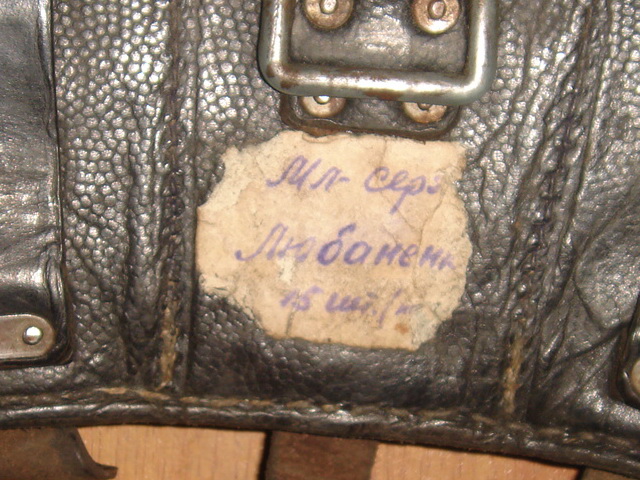 Мл-серж
Любаненк
15 шт.